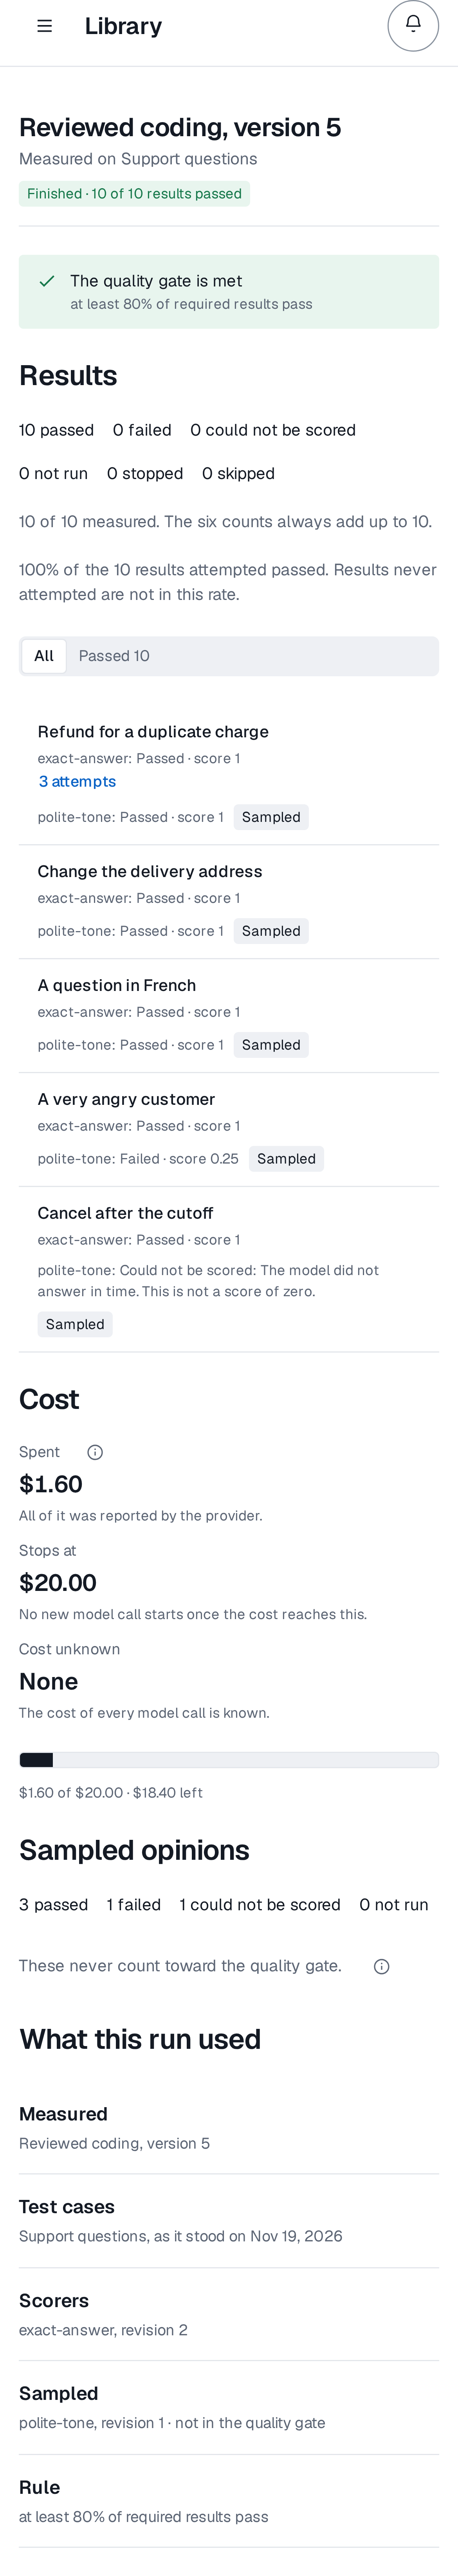 Library
Reviewed coding, version 5
Measured on Support questions
Finished · 10 of 10 results passed
The quality gate is met
at least 80% of required results pass
Results
10 passed 0 failed 0 could not be scored
0 not run 0 stopped 0 skipped
10 of 10 measured. The six counts always add up to 10.
100% of the 10 results attempted passed. Results never
attempted are not in this rate.
All Passed 10
Refund for a duplicate charge
exact-answer: Passed · score 1
3 attempts
polite-tone: Passed · score 1 Sampled
Change the delivery address
exact-answer: Passed · score 1
polite-tone: Passed · score 1 Sampled
A question in French
exact-answer: Passed · score 1
polite-tone: Passed · score 1 Sampled
A very angry customer
exact-answer: Passed · score 1
polite-tone: Failed · score 0.25 Sampled
Cancel after the cutoff
exact-answer: Passed · score 1
polite-tone: Could not be scored: The model did not
answer in time. This is not a score of zero.
Sampled
Cost
Spent
$1.60
All of it was reported by the provider.
Stops at
$20.00
No new model call starts once the cost reaches this.
Cost unknown
None
The cost of every model call is known.
$1.60 of $20.00 · $18.40 left
Sampled opinions
3 passed 1 failed 1 could not be scored 0 not run
These never count toward the quality gate.
What this run used
Measured
Reviewed coding, version 5
Test cases
Support questions, as it stood on Nov 19, 2026
Scorers
exact-answer, revision 2
Sampled
polite-tone, revision 1 · not in the quality gate
Rule
at least 80% of required results pass